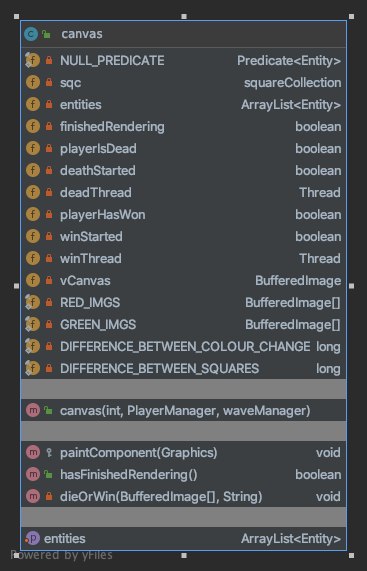 canvas
NULL_PREDICATE Predicate<Entity>
sqc squareCollection
entities ArrayList<Entity>
finishedRendering boolean
playerIsDead boolean
deathStarted boolean
deadThread Thread
playerHasWon boolean
winStarted boolean
winThread Thread
vCanvas BufferedImage
RED_IMGS BufferedImage[]
GREEN_IMGS BufferedImage[]
DIFFERENCE_BETWEEN_COLOUR_CHANGE long
DIFFERENCE_BETWEEN_SQUARES long
canvas(int, PlayerManager, waveManager)
paintComponent(Graphics) void
hasFinishedRendering() boolean
dieOrWin(BufferedImage[], String) void
entities ArrayList<Entity>
Powered by yFiles